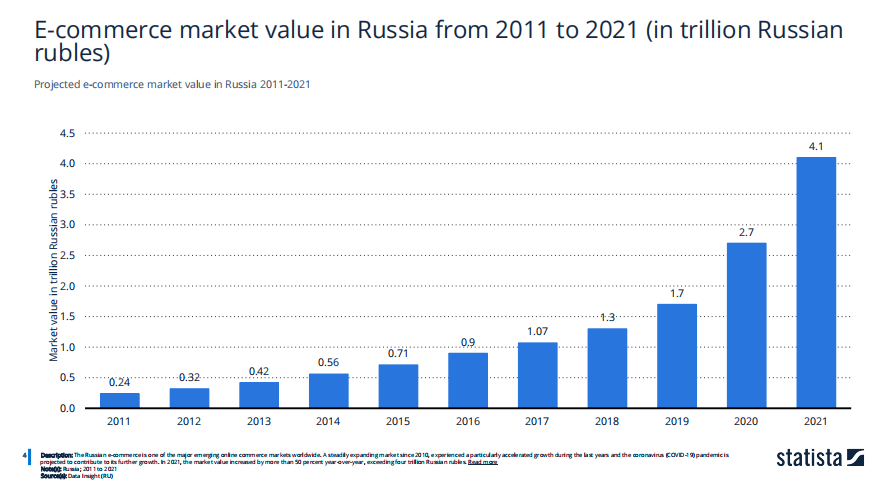 E-commerce market value in Russia from 2011 to 2021 (in trillion Russian
rubles)
Projected e-commerce market value in Russia 2011-2021
Market value in trillion Russian rubles
4.5
4.0
3.5
3.0
2.5
2.0
1.5
1.0
0.5
0.0
0.24
0.32
0.42
0.56
0.71
0.9
1.07
1.3
1.7
2.7
4.1
2011 2012 2013 2014 2015 2016 2017 2018 2019 2020 2021
4
Description: The Russian e-commerce is one of the major emerging online commerce markets worldwide. A steadily expanding market since 2010, experienced a particularly accelerated growth during the last years and the coronavirus (COVID-19) pandemic is
projected to contribute to its further growth. In 2021, the market value increased by more than 50 percent year-over-year, exceeding four trillion Russian rubles. Read more
Note(s): Russia; 2011 to 2021
Source(s): Data Insight (RU)
statista